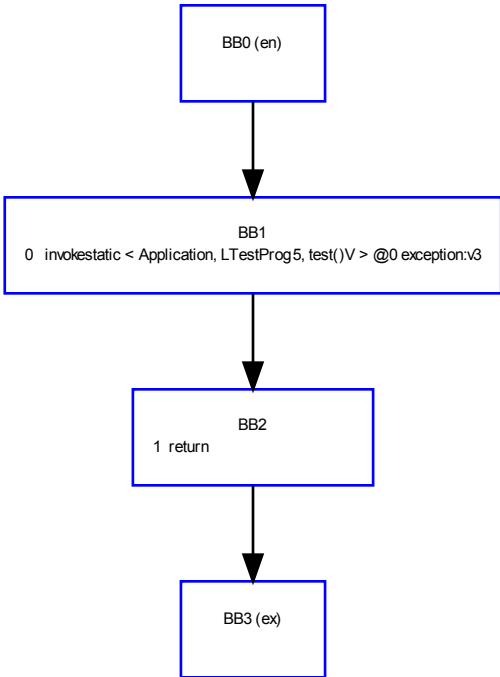 BB0 (en)
BB1
0 invokestatic < Application, LTestProg5, test()V > @0 exception:v3
BB2
1 return
BB3 (ex)